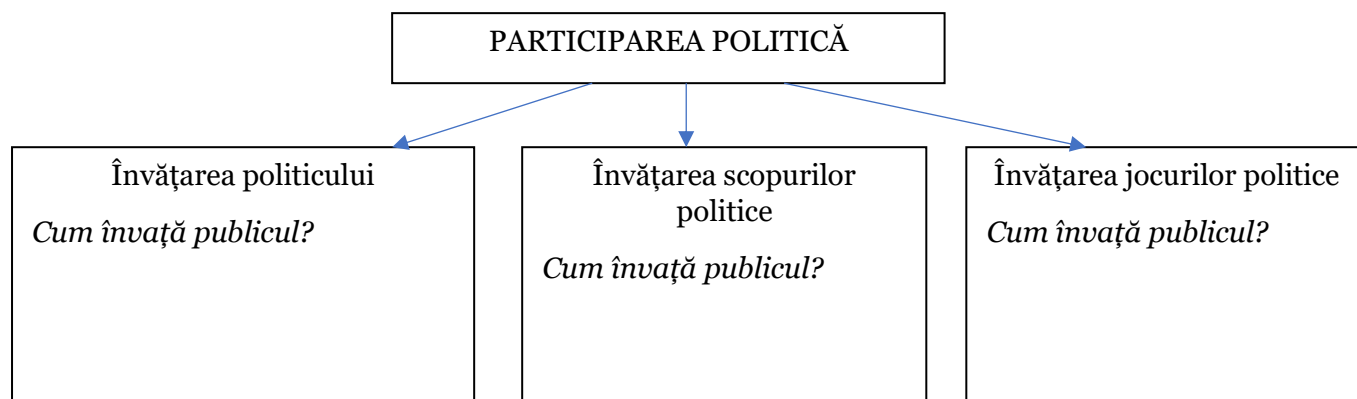 PARTICIPAREA POLITICĂ
Învățarea politicului
Cum învață publicul?
Învățarea scopurilor
politice
Cum învață publicul?
Învățarea jocurilor politice
Cum învață publicul?